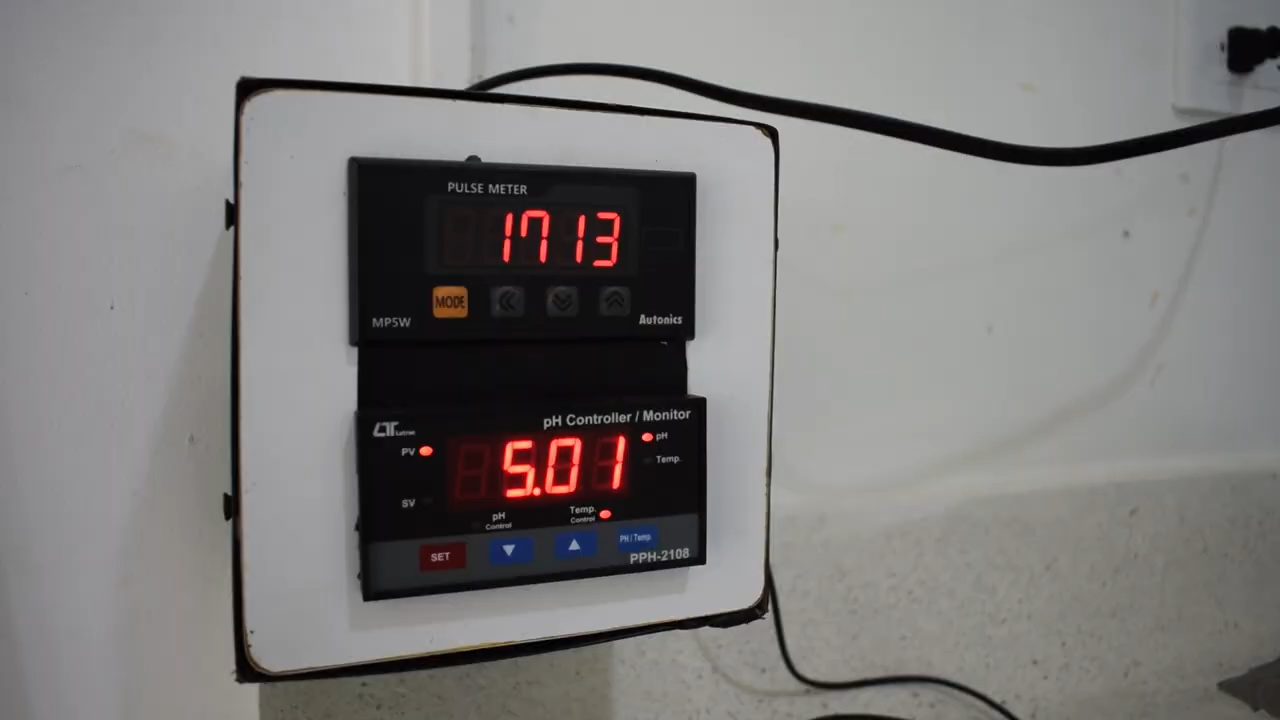 PULSE METER
1713
MODE
MP5W
Autonics
pH Controller / Monitor
Lutron
PV
pH
5.01
Temp.
SV
pH
Control
Temp.
Control
SET
PH / Temp.
PPH-2108